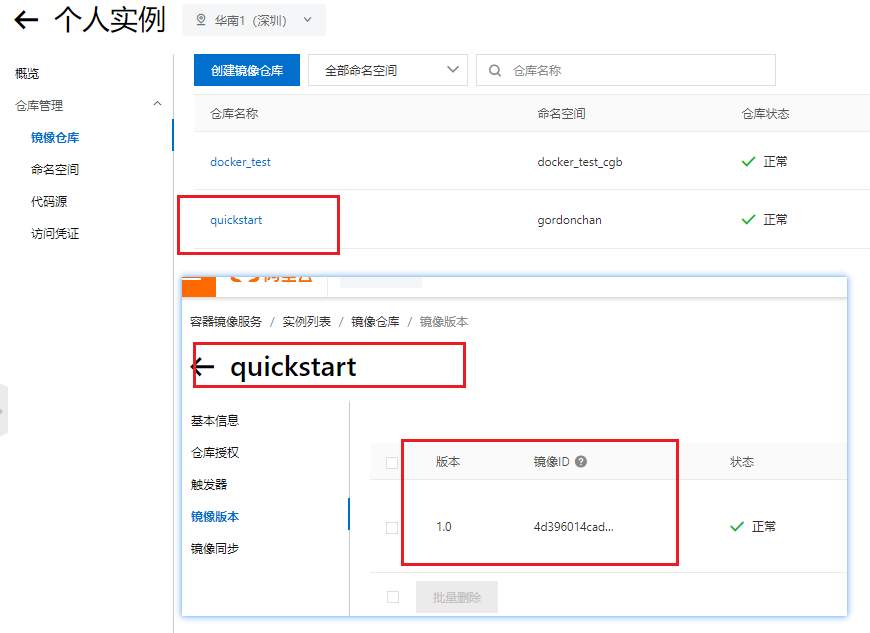 个人实例 华南1（深圳）
概览
仓库管理
镜像仓库
命名空间
代码源
访问凭证
创建镜像仓库 全部命名空间 仓库名称
仓库名称 命名空间 仓库状态
docker_test docker_test_cgb 正常
quickstart gordonchan 正常
容器镜像服务 / 实例列表 / 镜像仓库 / 镜像版本
quickstart
基本信息
仓库授权
触发器
镜像版本
镜像同步
版本 镜像ID 状态
1.0 4d396014cad... 正常
批量删除